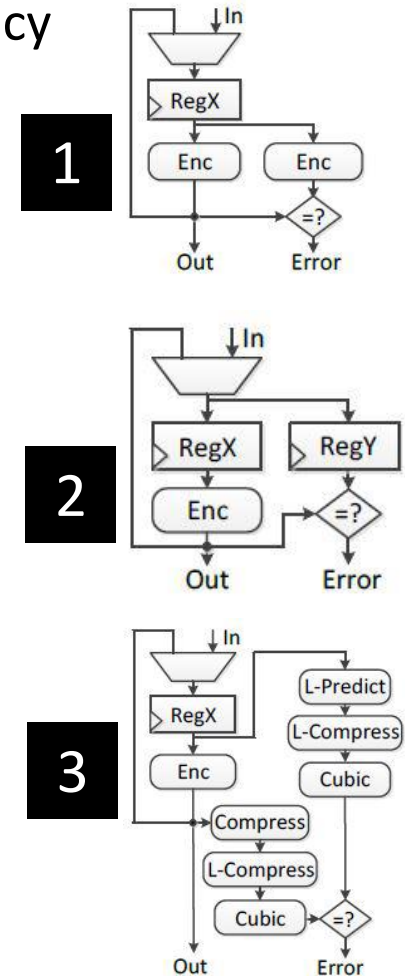 cy
1
In
RegX
Enc Enc
=?
Out Error
2
In
RegX RegY
Enc =?
Out Error
3
In
L-Predict
RegX L-Compress
Enc Cubic
Compress
L-Compress
Cubic =?
Out Error